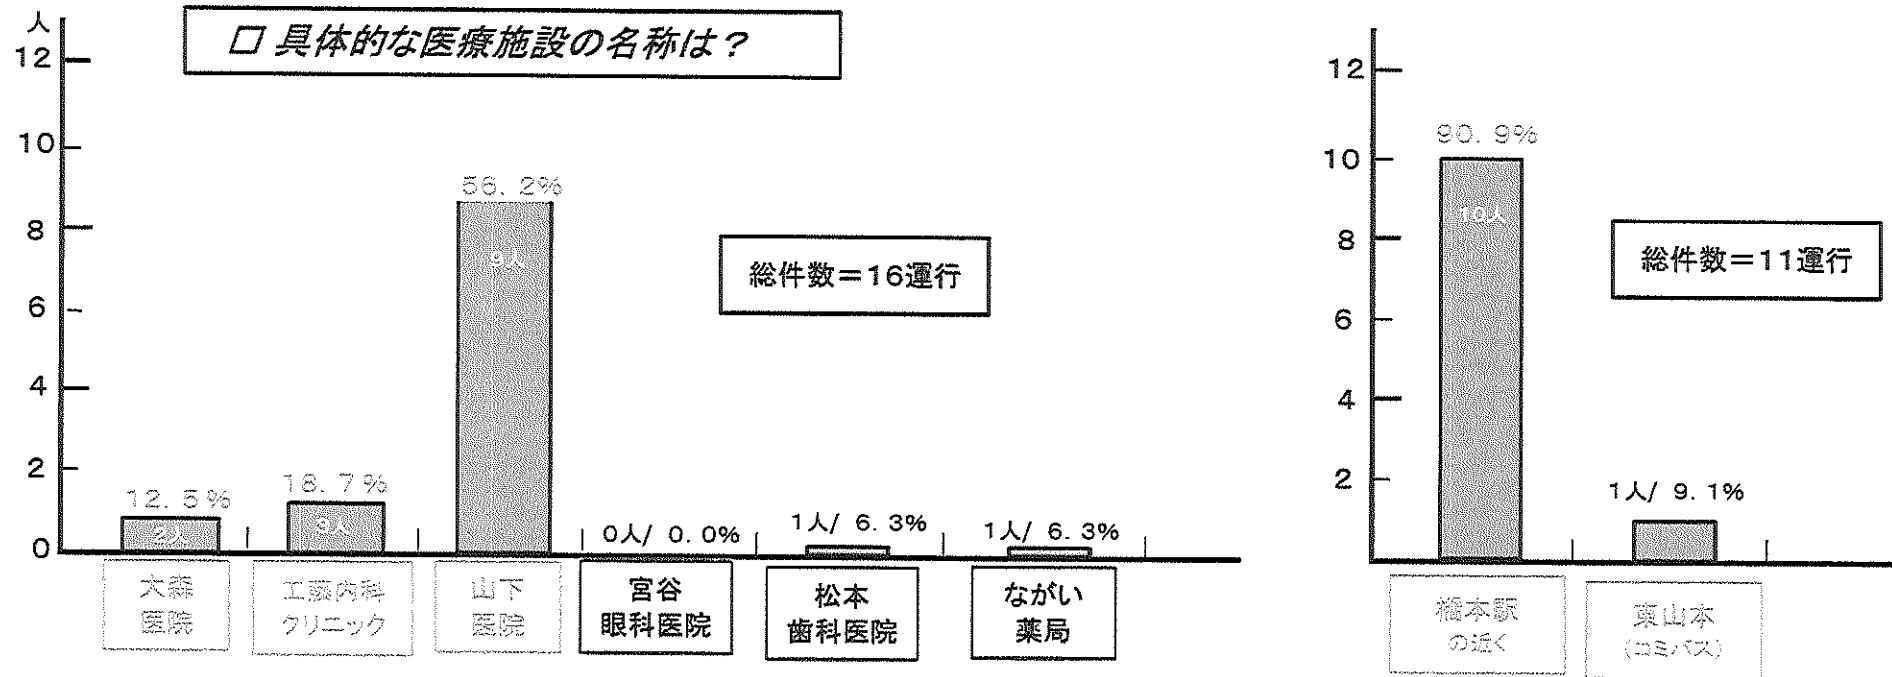 人
□ 具体的な医療施設の名称は？
12
10
8
6
4
2
0
56. 2%
9人
総件数＝16運行
12. 5%
2人
18. 7%
3人
0人/ 0. 0%
1人/ 6. 3%
1人/ 6. 3%
大森
医院
工藤内科
クリニック
山下
医院
宮谷
眼科医院
松本
歯科医院
ながい
薬局
12
10
8
6
4
2
90. 9%
10人
総件数＝11運行
1人/ 9. 1%
橋本駅
の近く
東山本
(コミバス)